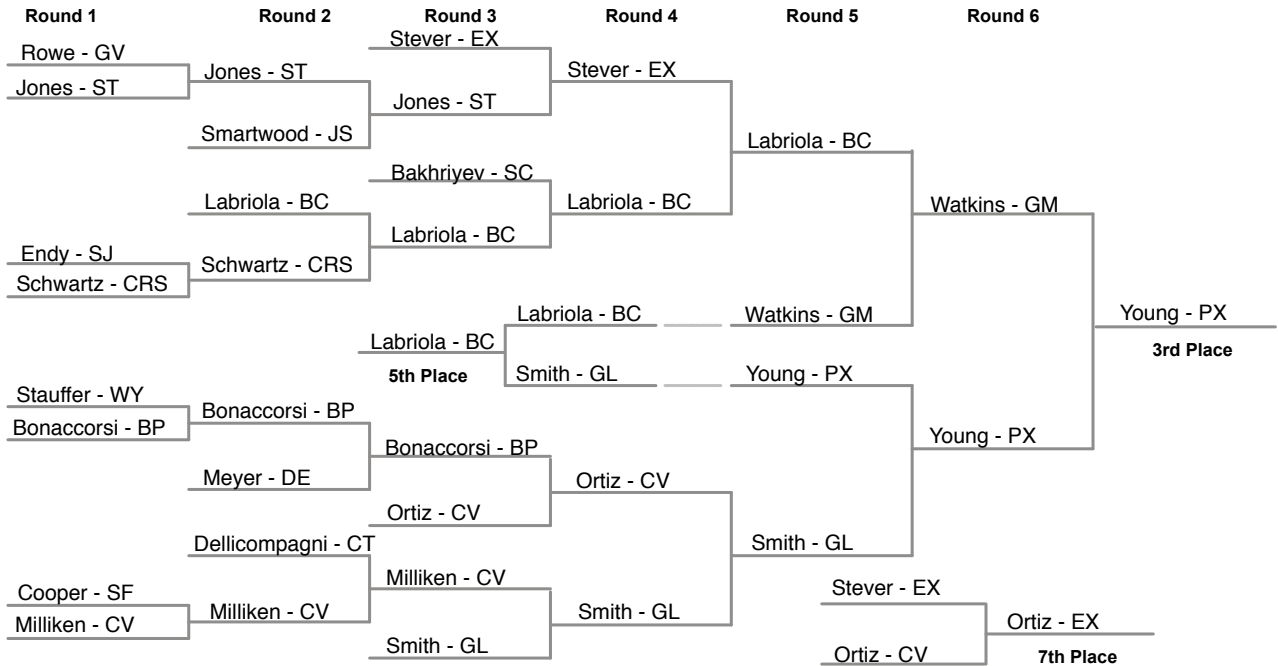 Round 1 Round 2 Round 3 Round 4 Round 5 Round 6
Stever - EX
Rowe - GV
Jones - ST
Stever - EX
Jones - ST
Jones - ST
Smartwood - JS
Labriola - BC
Bakhriyev - SC
Labriola - BC
Labriola - BC
Watkins - GM
Labriola - BC
Endy - SJ
Schwartz - CRS
Schwartz - CRS
Labriola - BC
Watkins - GM
Young - PX
3rd Place
Labriola - BC
5th Place
Smith - GL
Young - PX
Stauffer - WY
Bonaccorsi - BP
Bonaccorsi - BP
Young - PX
Bonaccorsi - BP
Meyer - DE
Ortiz - CV
Ortiz - CV
Dellicompagni - CT
Smith - GL
Milliken - CV
Stever - EX
Cooper - SF
Milliken - CV
Smith - GL
Milliken - CV
Ortiz - EX
7th Place
Smith - GL
Ortiz - CV